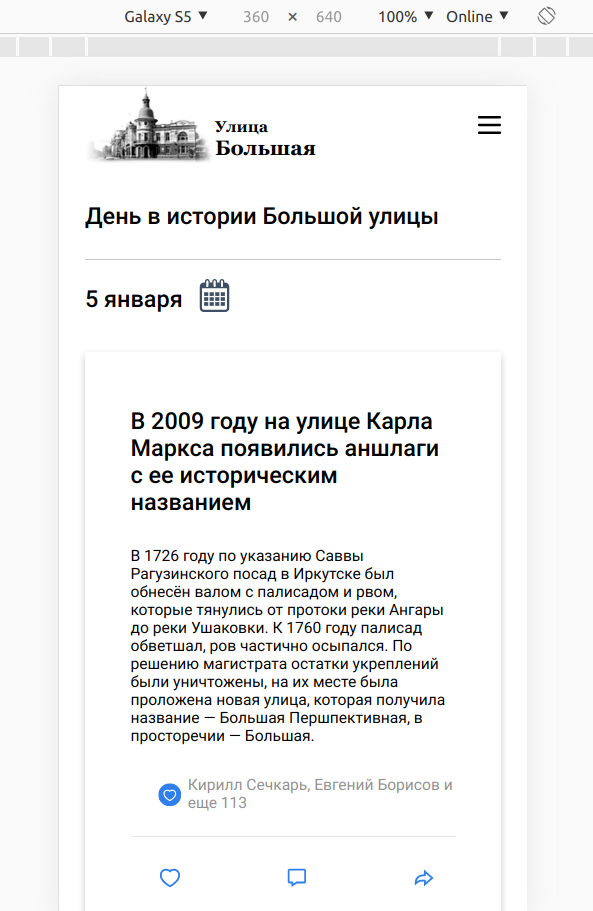 Galaxy S5 ▼ 360 × 640 100% ▼ Online ▼
Улица
Большая
День в истории Большой улицы
5 января
В 2009 году на улице Карла
Маркса появились аншлаги
с ее историческим
названием
В 1726 году по указанию Саввы
Рагузинского посад в Иркутске был
обнесён валом с палисадом и рвом,
которые тянулись от протоки реки Ангары
до реки Ушаковки. К 1760 году палисад
обветшал, ров частично осыпался. По
решению магистрата остатки укреплений
были уничтожены, на их месте была
проложена новая улица, которая получила
название — Большая Першпективная, в
просторечии — Большая.
Кирилл Сечкарь, Евгений Борисов и
еще 113